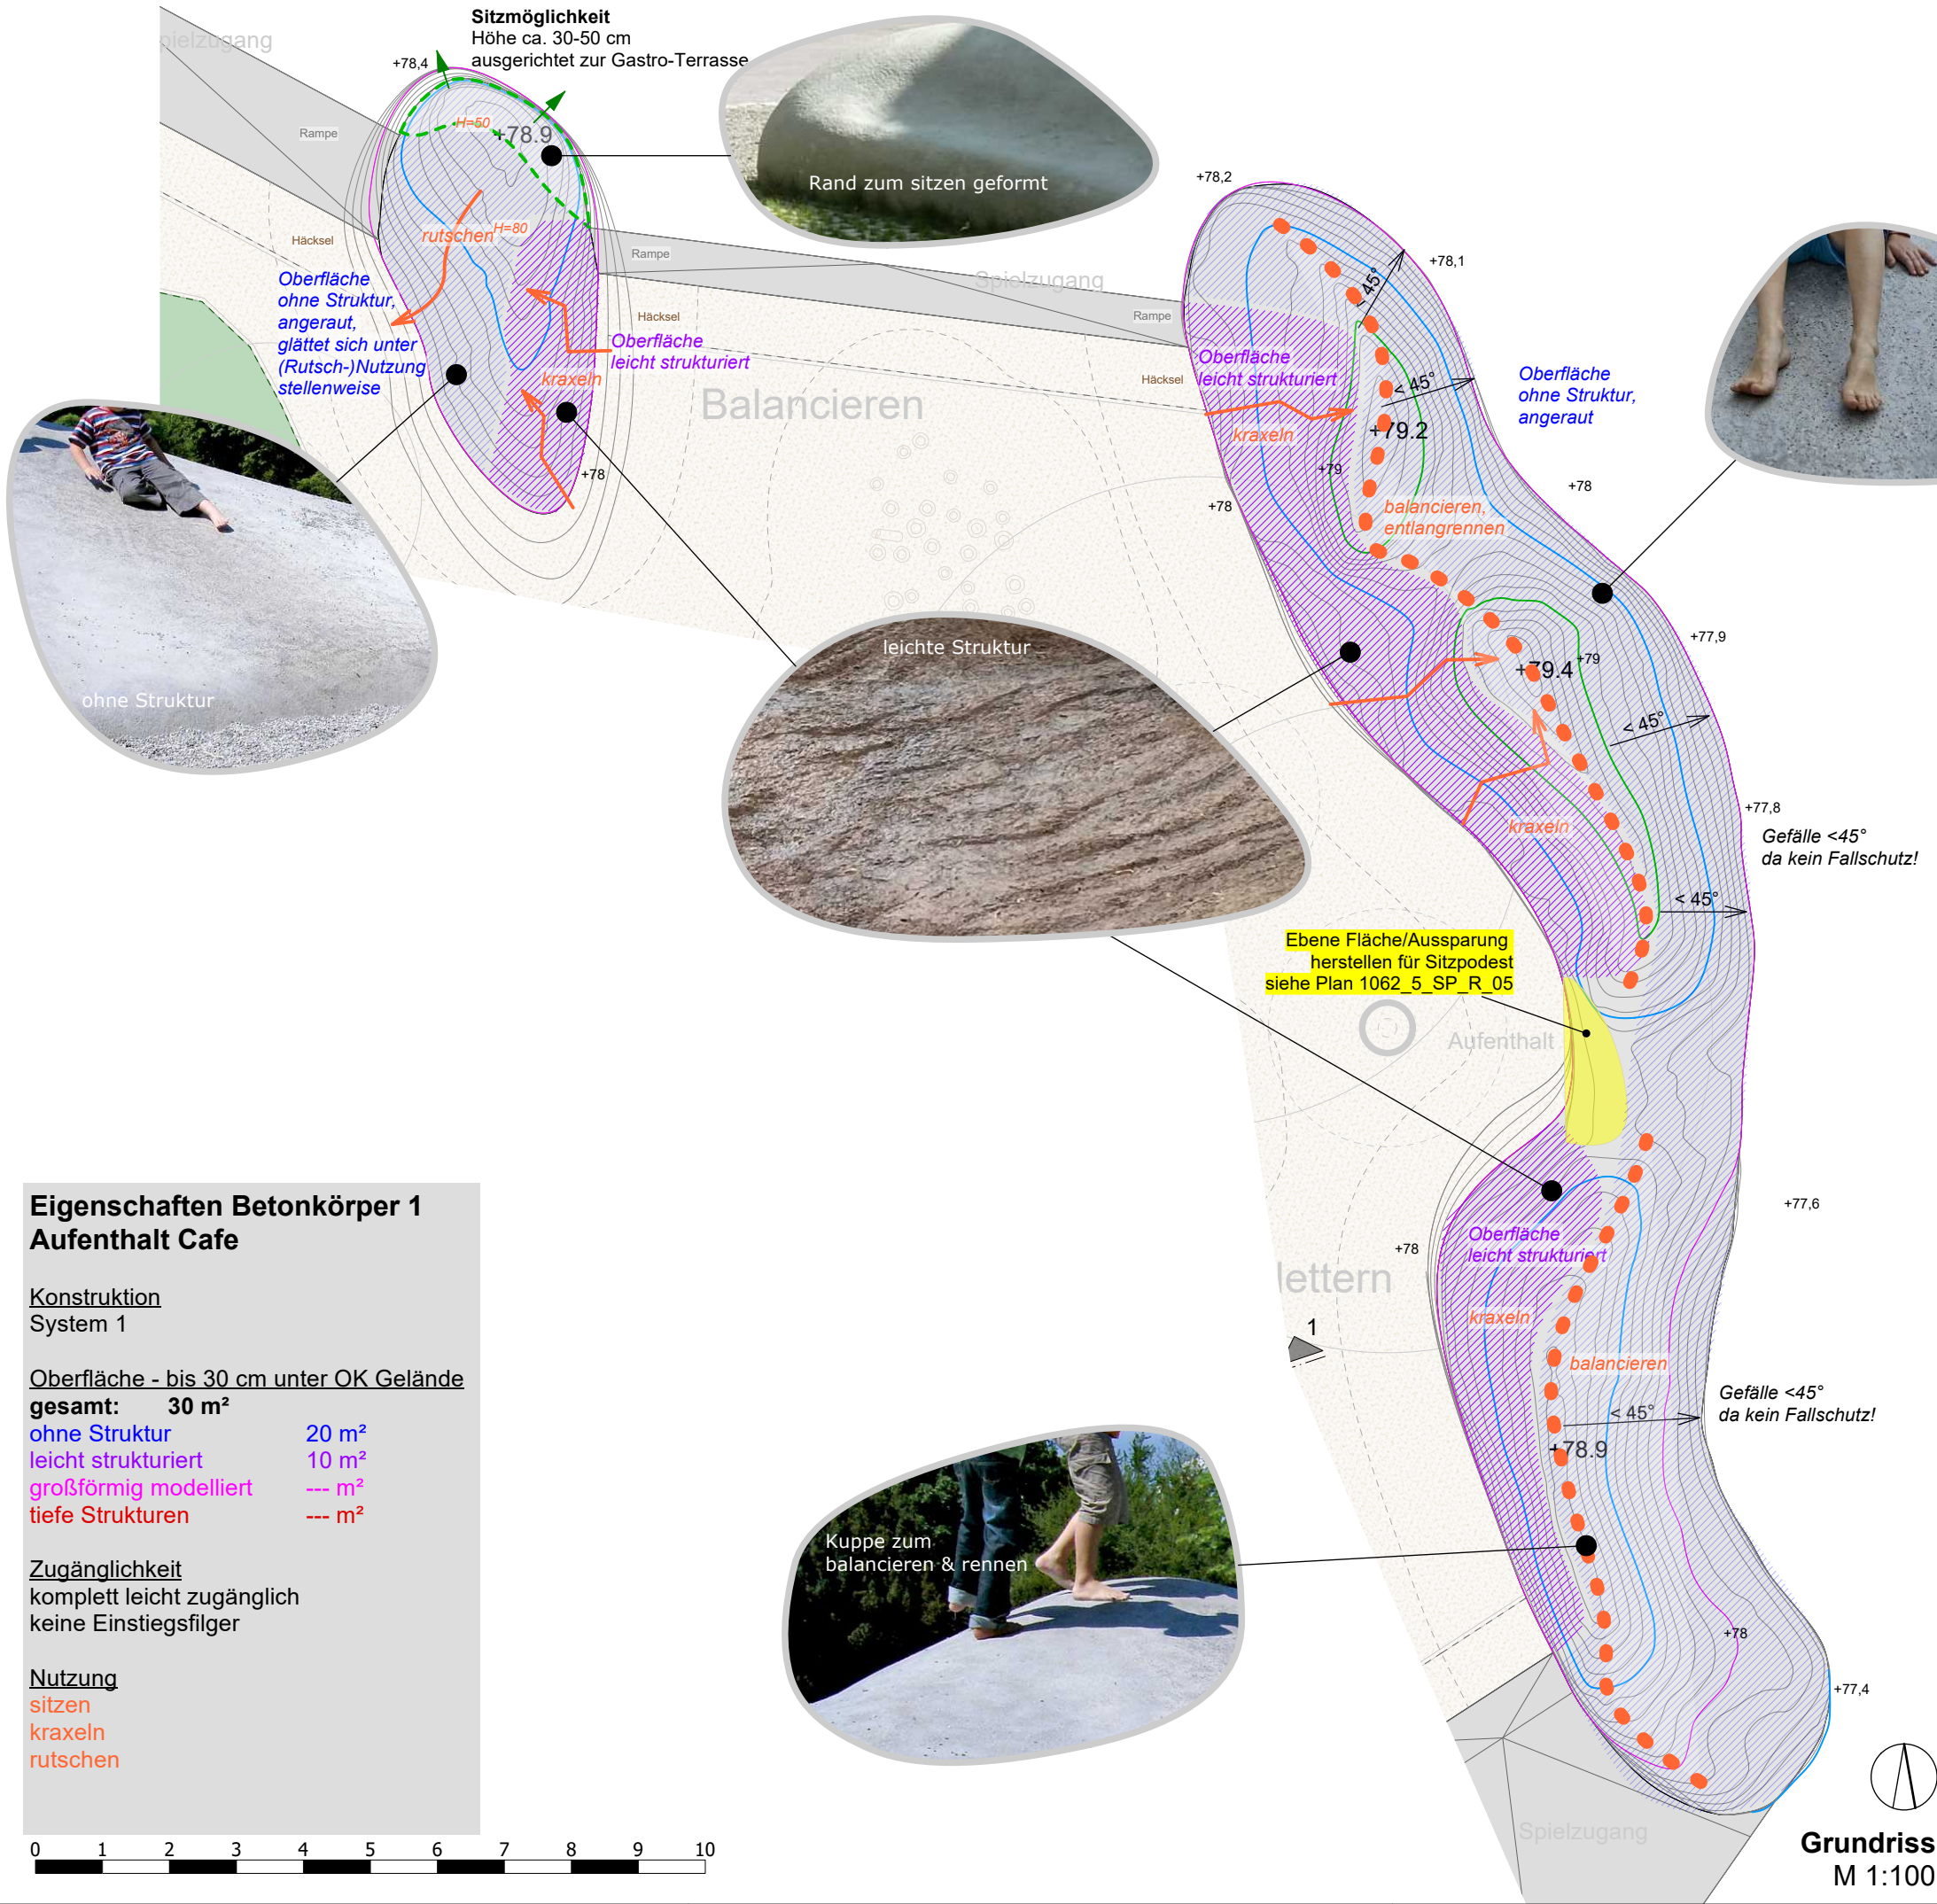 Sitzmöglichkeit
Höhe ca. 30-50 cm
ausgerichtet zur Gastro-Terrasse
pielzugang
+78,4
H=50
+78.9
Rampe
Rand zum sitzen geformt
rutschen
H=80
Häcksel
Rampe
Spielzugang
Rampe
Oberfläche
ohne Struktur,
angeraut,
glättet sich unter
(Rutsch-)Nutzung
stellenweise
Häcksel
Oberfläche
leicht strukturiert
kraxeln
Balancieren
Häcksel
+78
ohne Struktur
leichte Struktur
+78,2
+78,1
< 45°
Oberfläche
leicht strukturiert
< 45°
Oberfläche
ohne Struktur,
angeraut
kraxeln
+79.2
+79
+78
+78
balancieren,
entlangrennen
+77,9
+79.4
+79
< 45°
+77,8
kraxeln
Gefälle <45°
da kein Fallschutz!
< 45°
Ebene Fläche/Aussparung
herstellen für Sitzpodest
siehe Plan 1062_5_SP_R_05
Aufenthalt
+77,6
Oberfläche
leicht strukturiert
+78
lettern
1
kraxeln
balancieren
Gefälle <45°
da kein Fallschutz!
< 45°
+78.9
Kuppe zum
balancieren & rennen
+78
+77,4
Spielzugang
Eigenschaften Betonkörper 1
Aufenthalt Cafe
Konstruktion
System 1
Oberfläche - bis 30 cm unter OK Gelände
gesamt: 30 m²
ohne Struktur 20 m²
leicht strukturiert 10 m²
großförmig modelliert --- m²
tiefe Strukturen --- m²
Zugänglichkeit
komplett leicht zugänglich
keine Einstiegsfilger
Nutzung
sitzen
kraxeln
rutschen
0 1 2 3 4 5 6 7 8 9 10
Grundriss
M 1:100